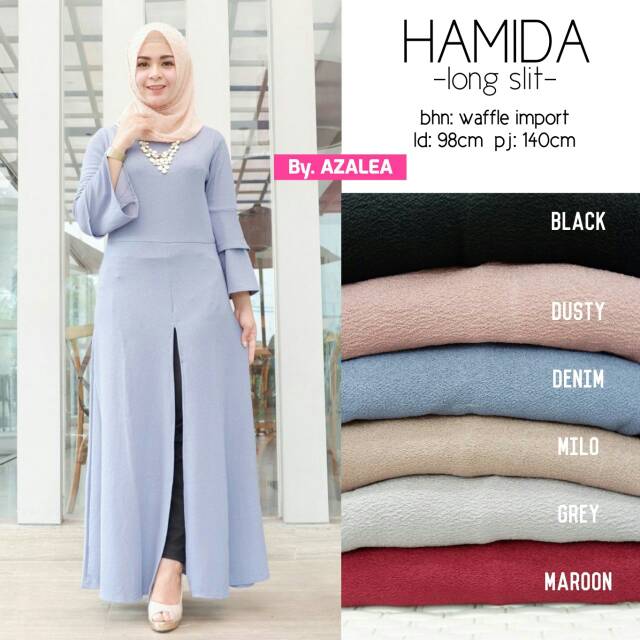 HAMIDA
-long slit-
bhn: waffle import
ld: 98cm pj: 140cm
By. AZALEA
BLACK
DUSTY
DENIM
MILO
GREY
MAROON